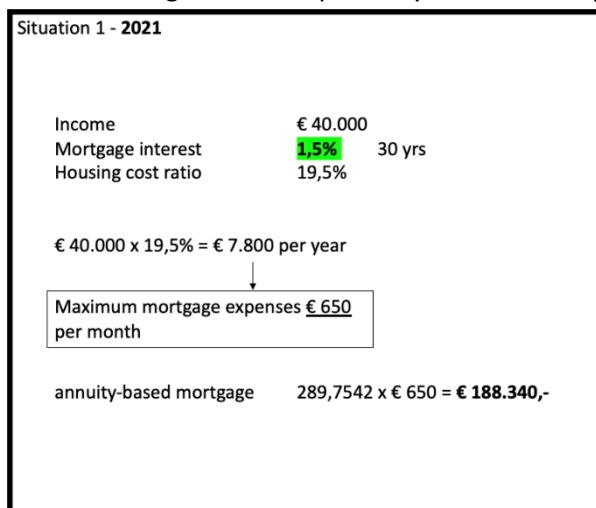 Situation 1 - 2021
Income € 40.000
Mortgage interest 1,5% 30 yrs
Housing cost ratio 19,5%
€ 40.000 x 19,5% = € 7.800 per year
Maximum mortgage expenses € 650
per month
annuity-based mortgage 289,7542 x € 650 = € 188.340,-